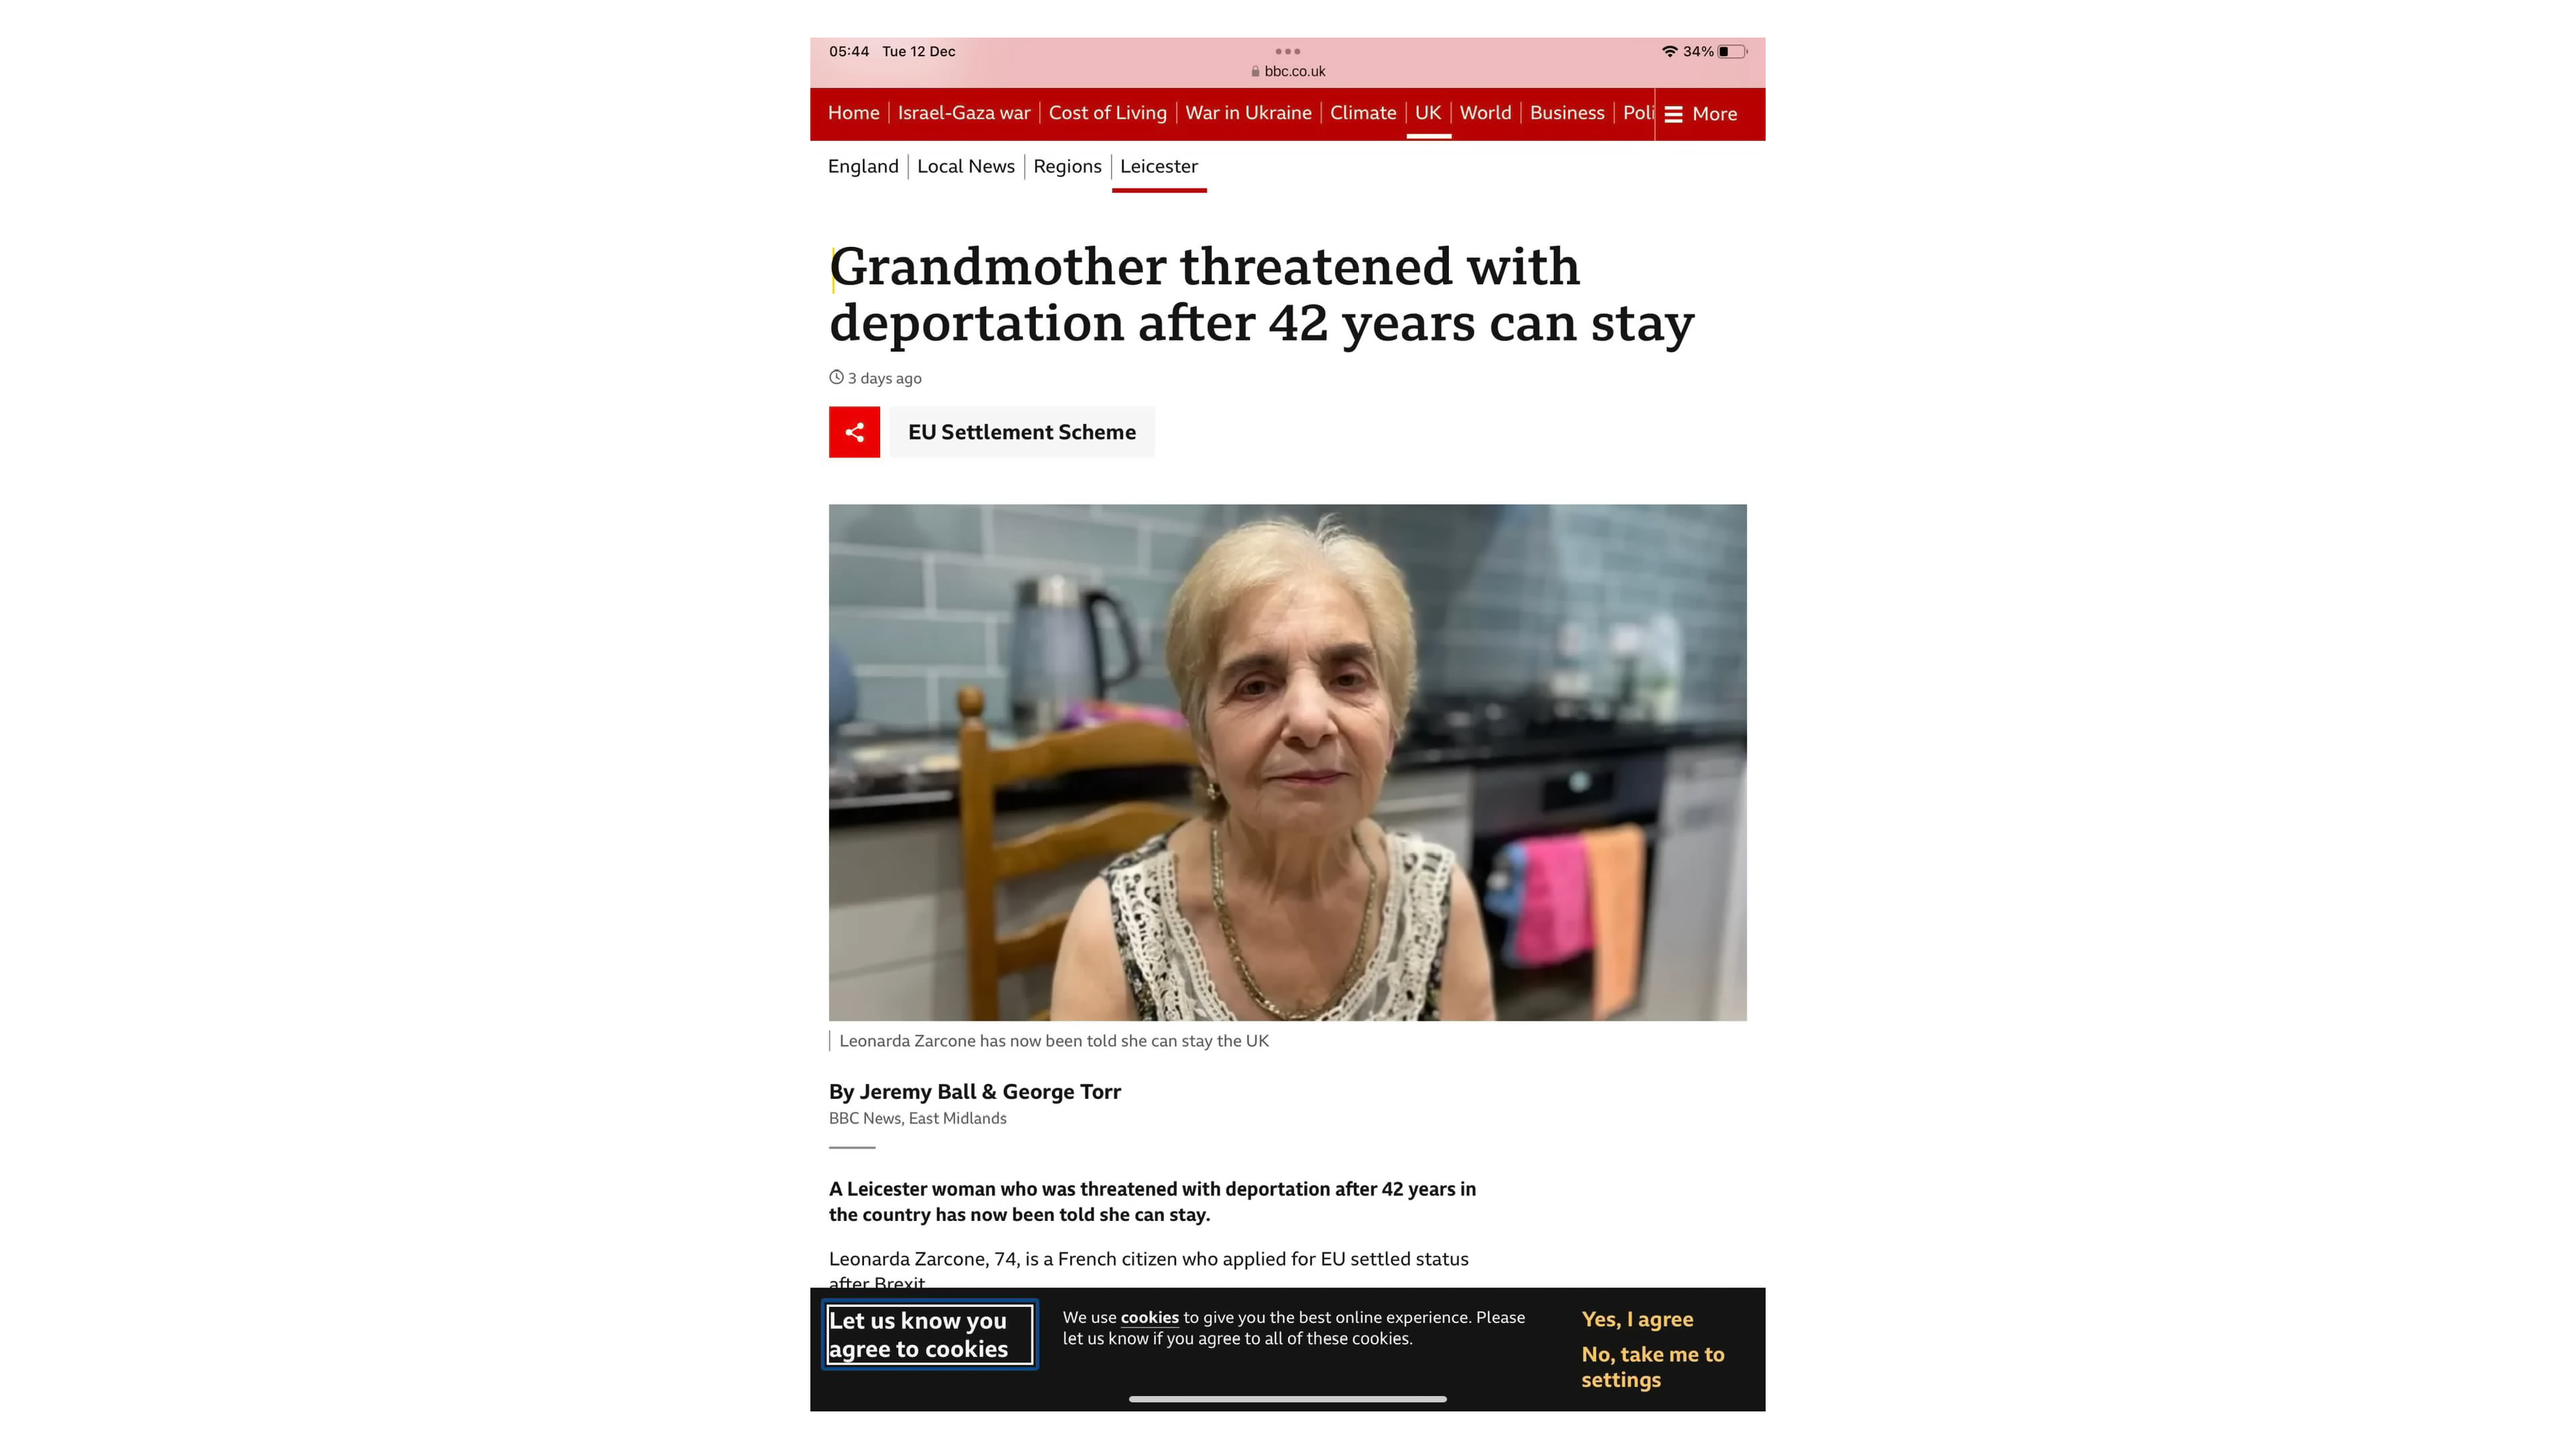 05:44 Tue 12 Dec
34%
bbc.co.uk
Home Israel-Gaza war Cost of Living War in Ukraine Climate UK World Business Poli More
England Local News Regions Leicester
Grandmother threatened with
deportation after 42 years can stay
3 days ago
EU Settlement Scheme
Leonarda Zarcone has now been told she can stay the UK
By Jeremy Ball & George Torr
BBC News, East Midlands
A Leicester woman who was threatened with deportation after 42 years in
the country has now been told she can stay.
Leonarda Zarcone, 74, is a French citizen who applied for EU settled status
after Brexit
Let us know you
agree to cookies
We use cookies to give you the best online experience. Please
let us know if you agree to all of these cookies.
Yes, I agree
No, take me to
settings